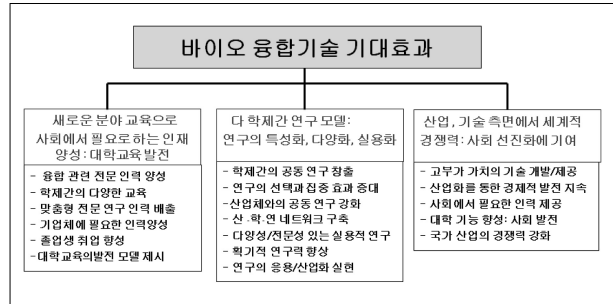 바이오 융합기술 기대효과
새로운 분야 교육으로
사회에서 필요로하는 인재
양성: 대학교육 발전
- 융합 관련 전문 인력 양성
- 학제간의 다양한 교육
- 맞춤형 전문 연구 인력 배출
- 기업체에 필요한 인력양성
- 졸업생 취업 향성
-대학교육의발전 모델 제시
다 학제간 연구 모델:
연구의 특성화, 다양화, 실용화
- 학제간의 공동 연구 창출
- 연구의 선택과 집중 효과 증대
-산업체와의 공동연구 강화
- 산·학·연 네트워크 구축
- 다양성/전문성 있는 실용적 연구
- 획기적 연구력 향상
- 연구의 응용/산업화 실현
산업, 기술 측면에서 세계적
경쟁력: 사회 선진화에 기여
- 고부가 가치의 기술 개발/제공
- 산업화를 통한 경제적 발전 지속
- 사회에서 필요한 인력 제공
- 대학 기능 향성: 사회 발전
- 국가 산업의 경쟁력 강화